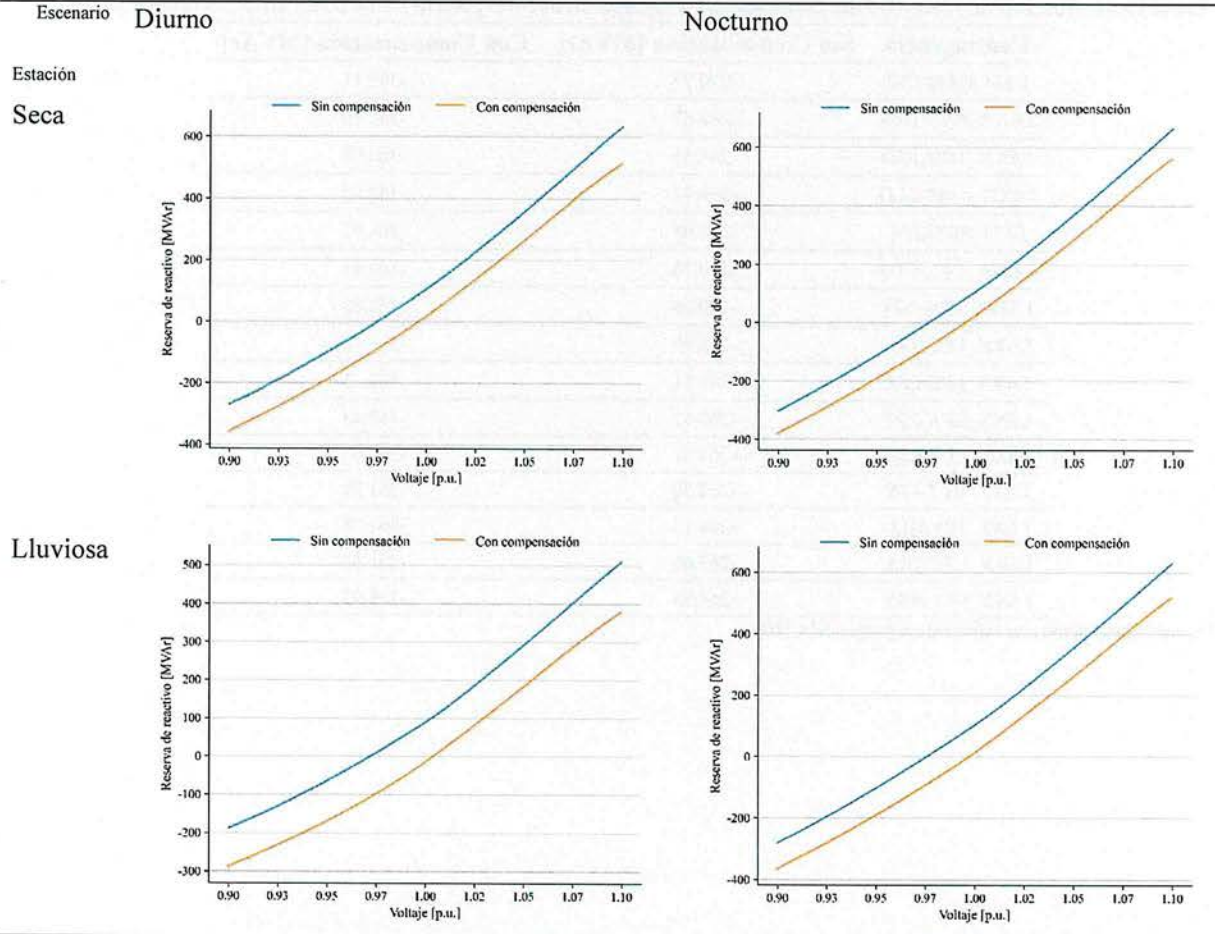 Escenario Diurno Nocturno
Estación
Seca
Sin compensación Con compensación
Reserva de reactivo [MVAr]
600
400
200
0
-200
-400
0.90 0.93 0.95 0.97 1.00 1.02 1.05 1.07 1.10
Voltaje [p.u.]
Sin compensación Con compensación
Reserva de reactivo [MVAr]
600
400
200
0
-200
-400
0.90 0.93 0.95 0.97 1.00 1.02 1.05 1.07 1.10
Voltaje [p.u.]
Lluviosa
Sin compensación Con compensación
Reserva de reactivo [MVAr]
500
400
300
200
100
0
-100
-200
-300
0.90 0.93 0.95 0.97 1.00 1.02 1.05 1.07 1.10
Voltaje [p.u.]
Sin compensación Con compensación
Reserva de reactivo [MVAr]
600
400
200
0
-200
-400
0.90 0.93 0.95 0.97 1.00 1.02 1.05 1.07 1.10
Voltaje [p.u.]